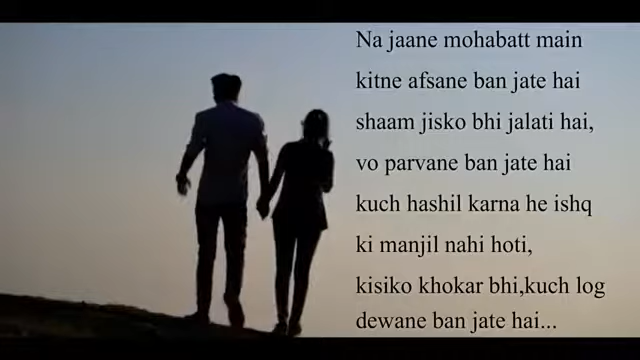 Na jaane mohabatt main
kitne afsane ban jate hai
shaam jisko bhi jalati hai,
vo parvane ban jate hai
kuch hashil karna he ishq
ki manjil nahi hoti,
kisiko khokar bhi,kuch log
dewane ban jate hai...